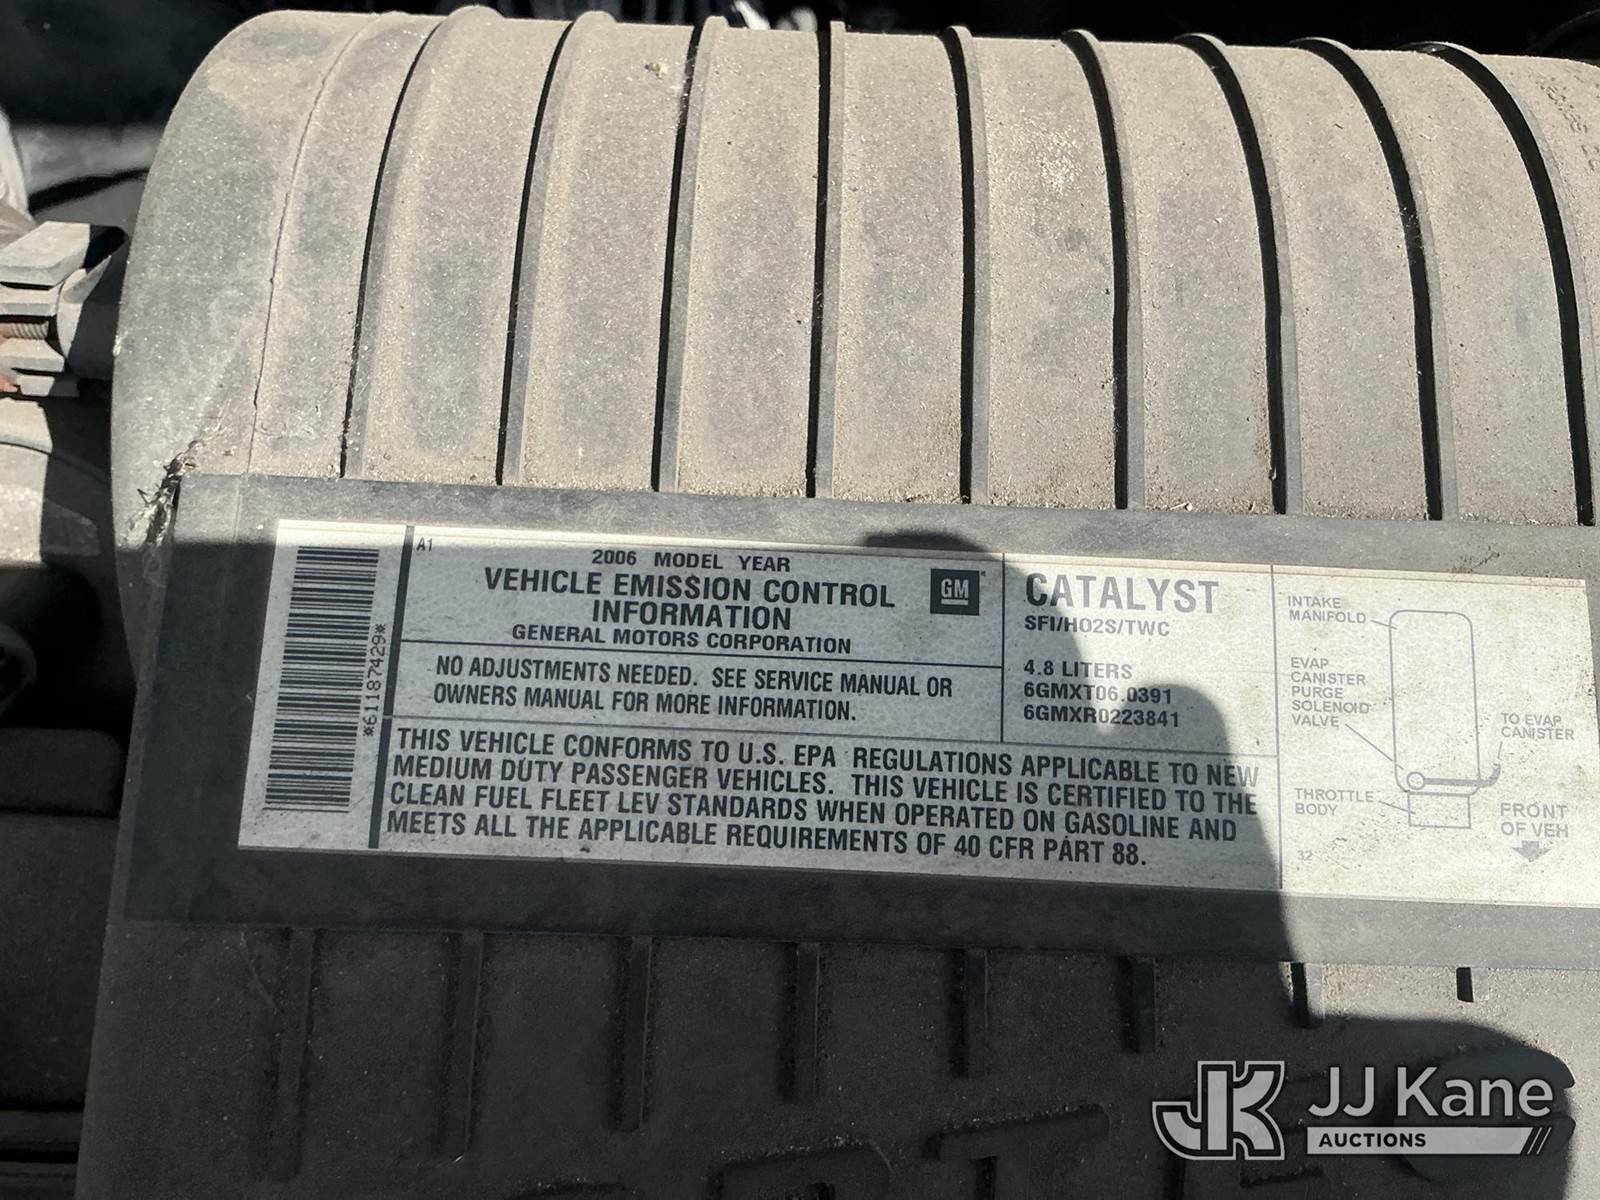 *61187429*
A1
2006 MODEL YEAR
VEHICLE EMISSION CONTROL
INFORMATION
GENERAL MOTORS CORPORATION
GM
NO ADJUSTMENTS NEEDED. SEE SERVICE MANUAL OR
OWNERS MANUAL FOR MORE INFORMATION.
CATALYST
SFI/HO2S/TWC
4.8 LITERS
6GMXT06.0391
6GMXR0223841
THIS VEHICLE CONFORMS TO U.S. EPA REGULATIONS APPLICABLE TO NEW
MEDIUM DUTY PASSENGER VEHICLES. THIS VEHICLE IS CERTIFIED TO THE
CLEAN FUEL FLEET LEV STANDARDS WHEN OPERATED ON GASOLINE AND
MEETS ALL THE APPLICABLE REQUIREMENTS OF 40 CFR PART 88.
INTAKE
MANIFOLD
EVAP
CANISTER
PURGE
SOLENOID
VALVE
TO EVAP
CANISTER
THROTTLE
BODY
FRONT
OF VEH
32
JK JJ Kane
AUCTIONS